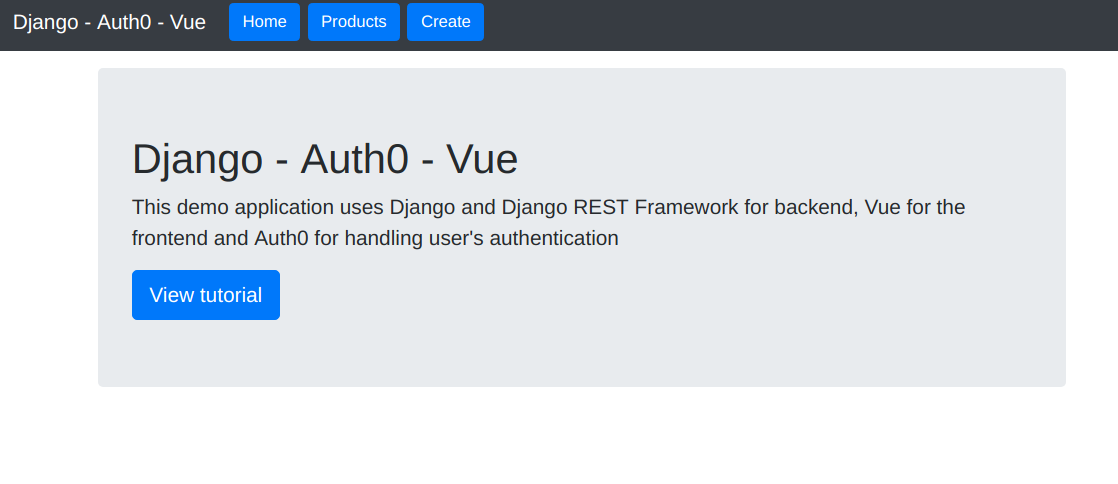 Django - Auth0 - Vue Home Products Create
Django - Auth0 - Vue
This demo application uses Django and Django REST Framework for backend, Vue for the
frontend and Auth0 for handling user's authentication
View tutorial